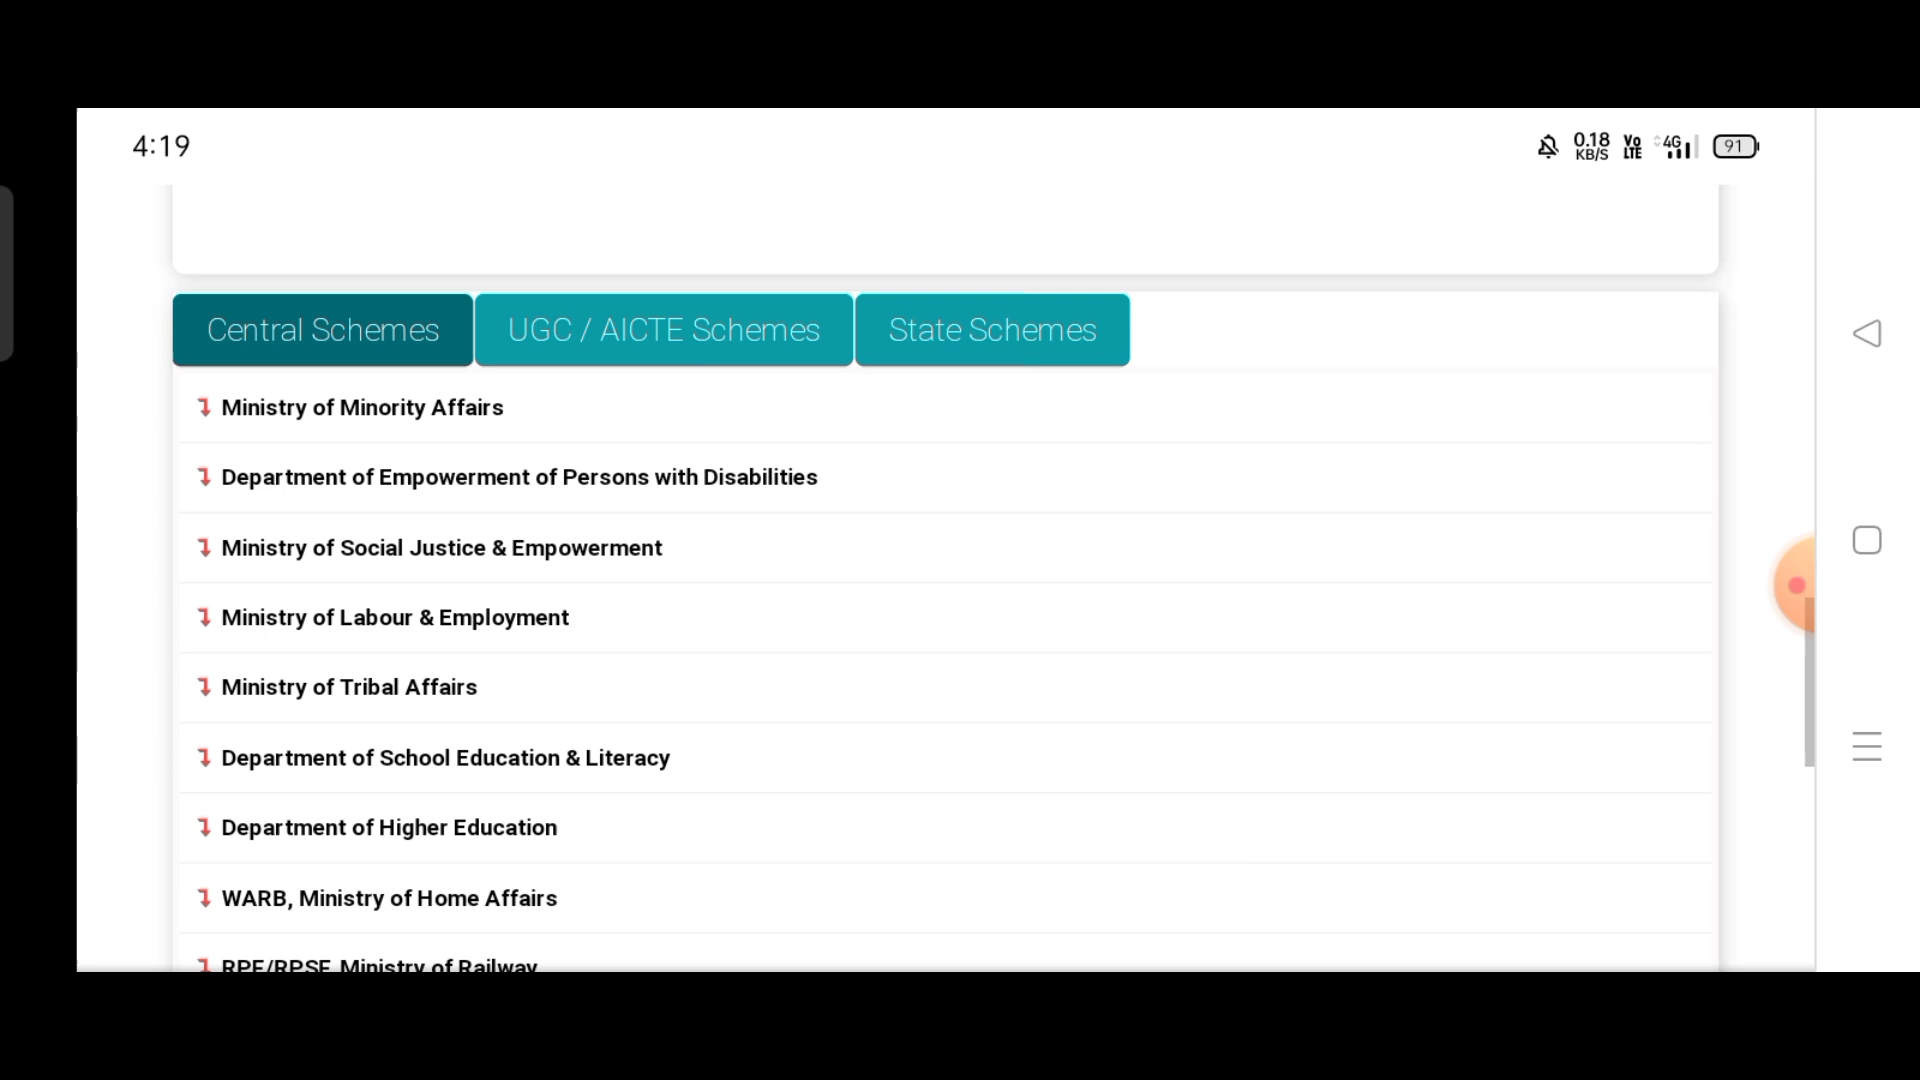 4:19
0.18 KB/S Vo LTE 4G 91
Central Schemes UGC / AICTE Schemes State Schemes
Ministry of Minority Affairs
Department of Empowerment of Persons with Disabilities
Ministry of Social Justice & Empowerment
Ministry of Labour & Employment
Ministry of Tribal Affairs
Department of School Education & Literacy
Department of Higher Education
WARB, Ministry of Home Affairs
RPF/RPSF, Ministry of Railway